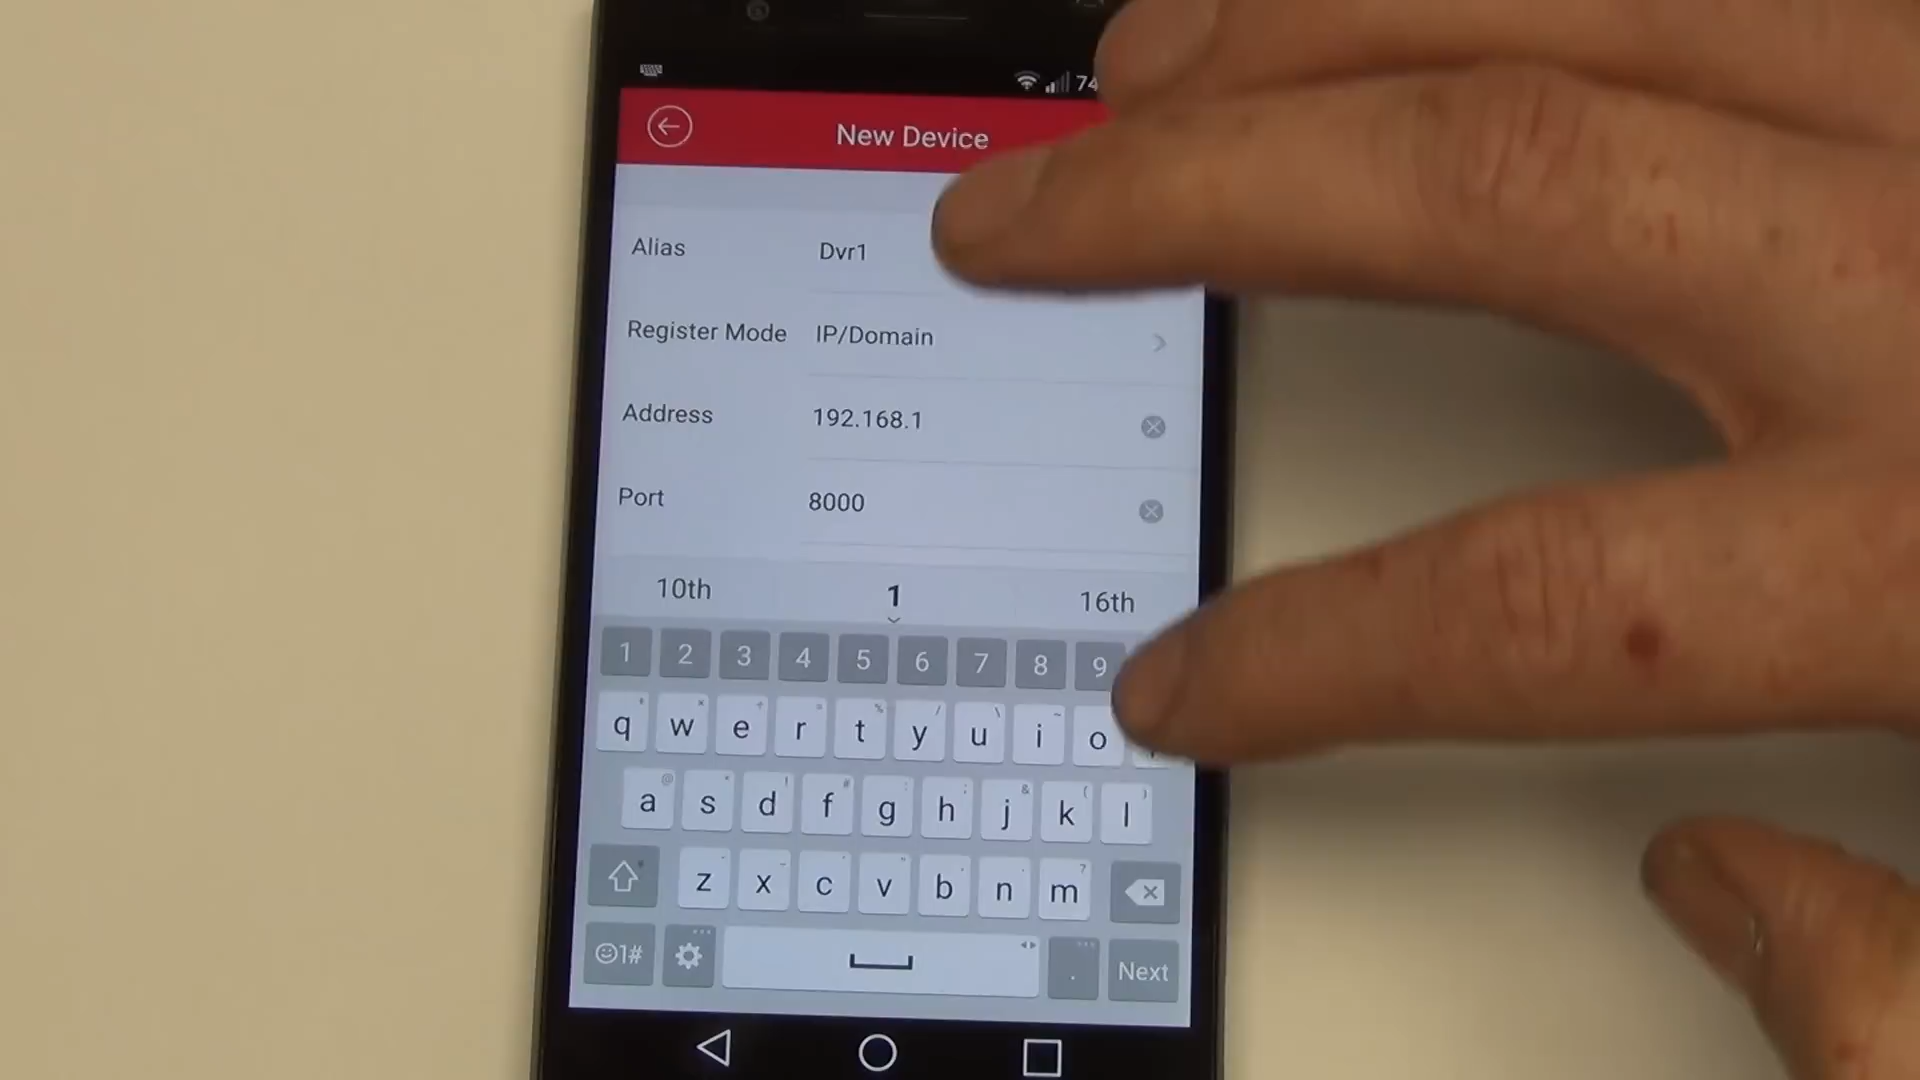 74
New Device
Alias Dvr1
Register Mode IP/Domain
Address 192.168.1
Port 8000
10th 1 16th
1 2 3 4 5 6 7 8 9
q w e r t y u i o
a s d f g h j k l
z x c v b n m
1# . Next